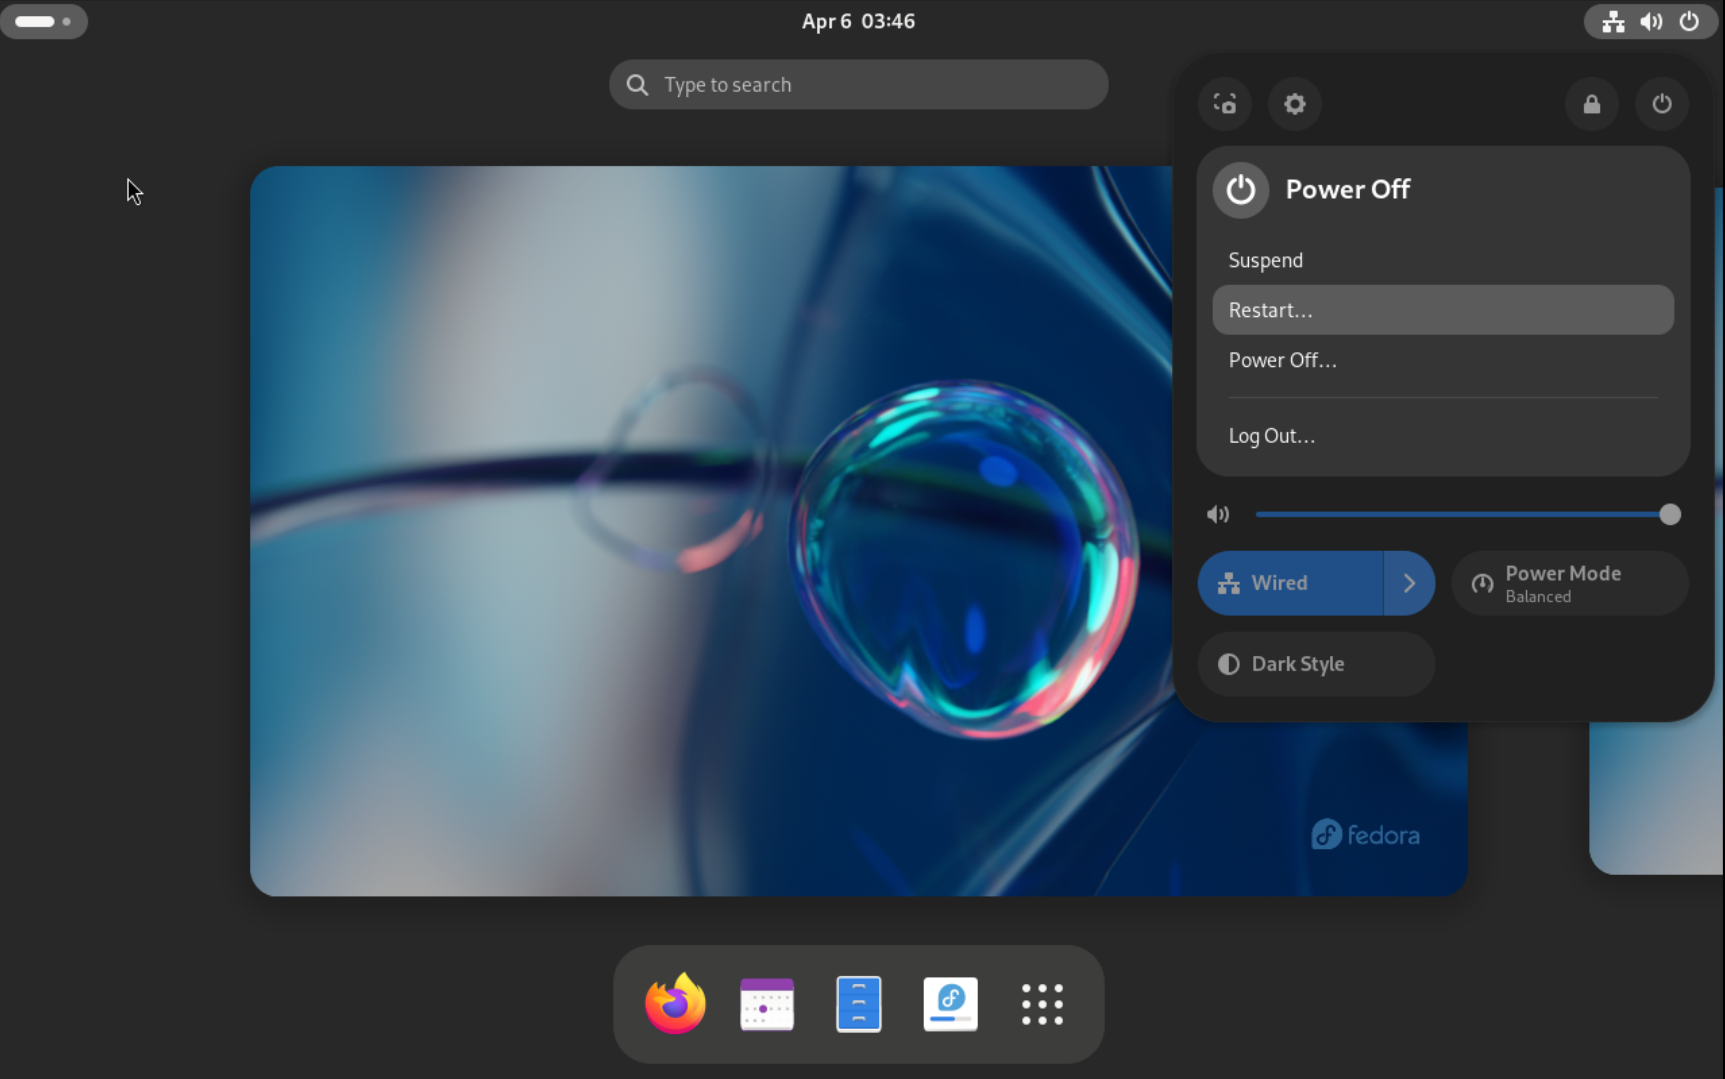 Apr 6 03:46
Type to search
Power Off
Suspend
Restart...
Power Off...
Log Out...
Wired
Power Mode
Balanced
Dark Style
fedora